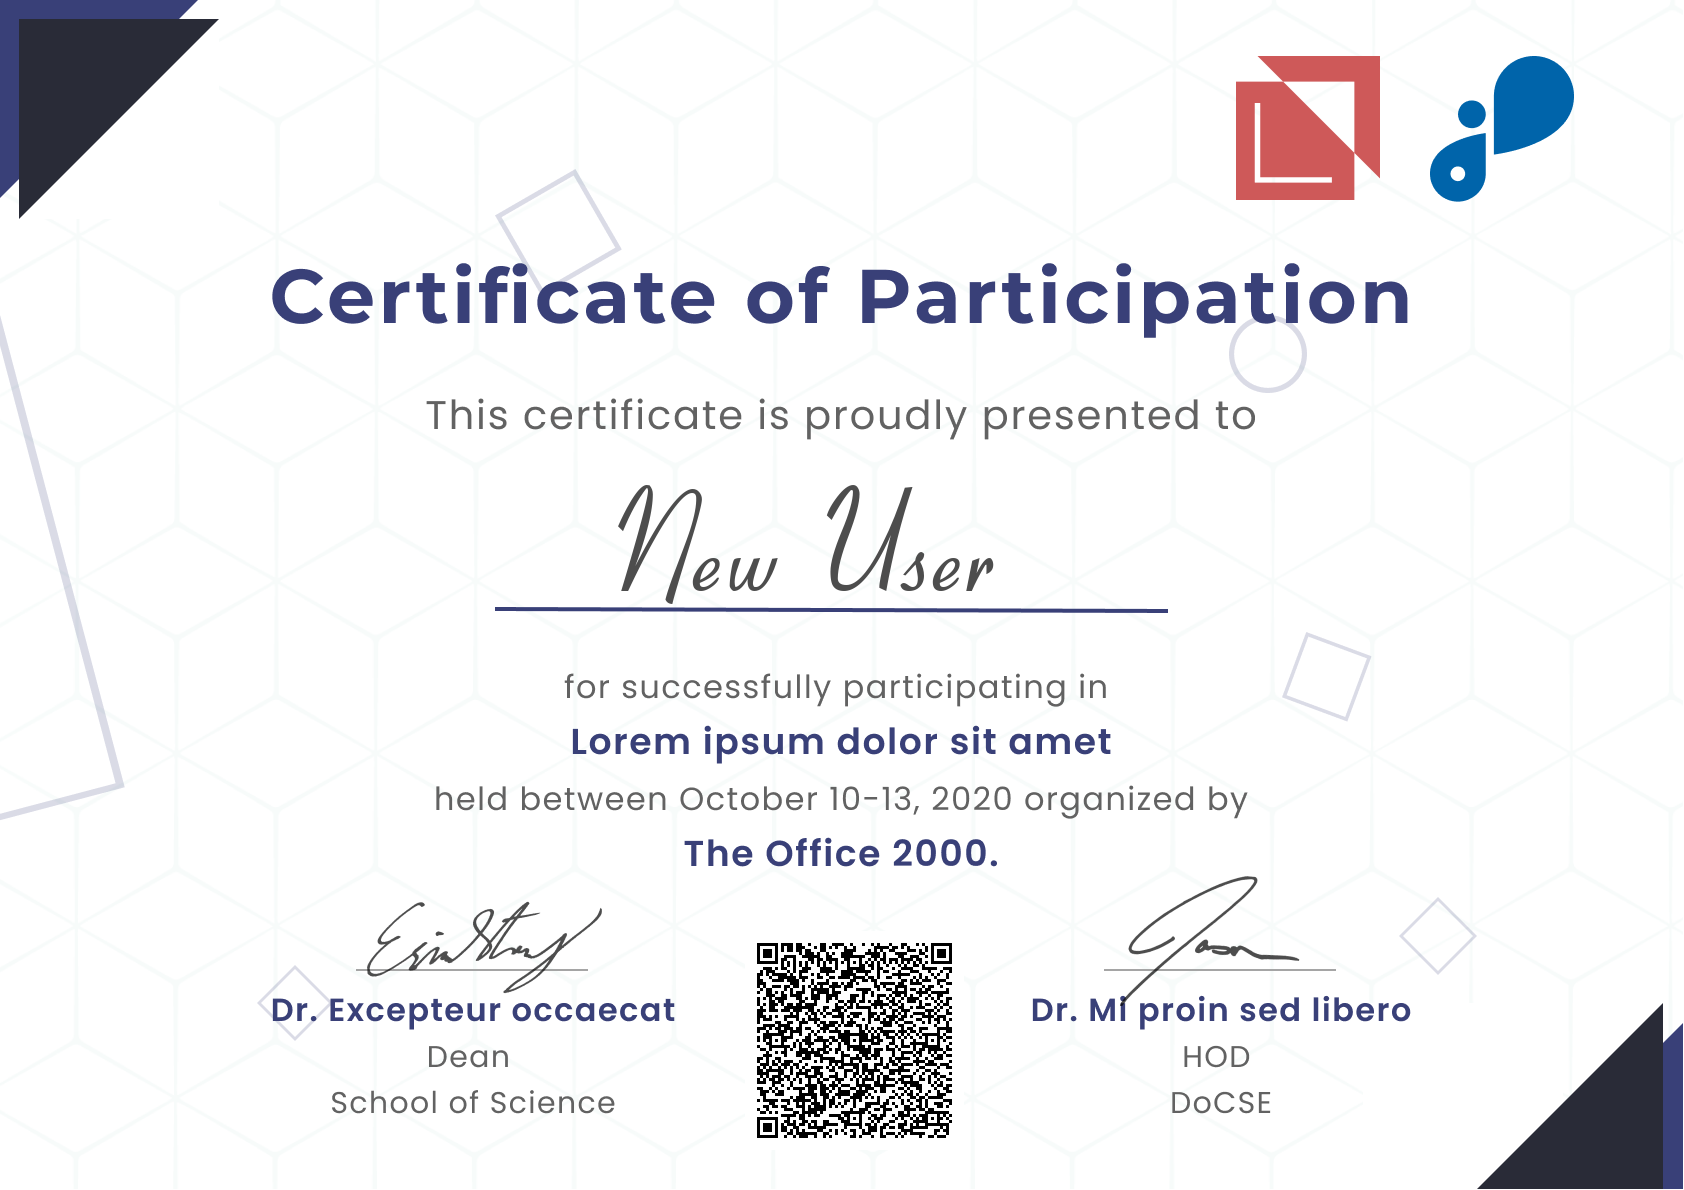 Certificate of Participation
This certificate is proudly presented to
New User
for successfully participating in
Lorem ipsum dolor sit amet
held between October 10-13, 2020 organized by
The Office 2000.
Dr. Excepteur occaecat
Dean
School of Science
Dr. Mi proin sed libero
HOD
DoCSE